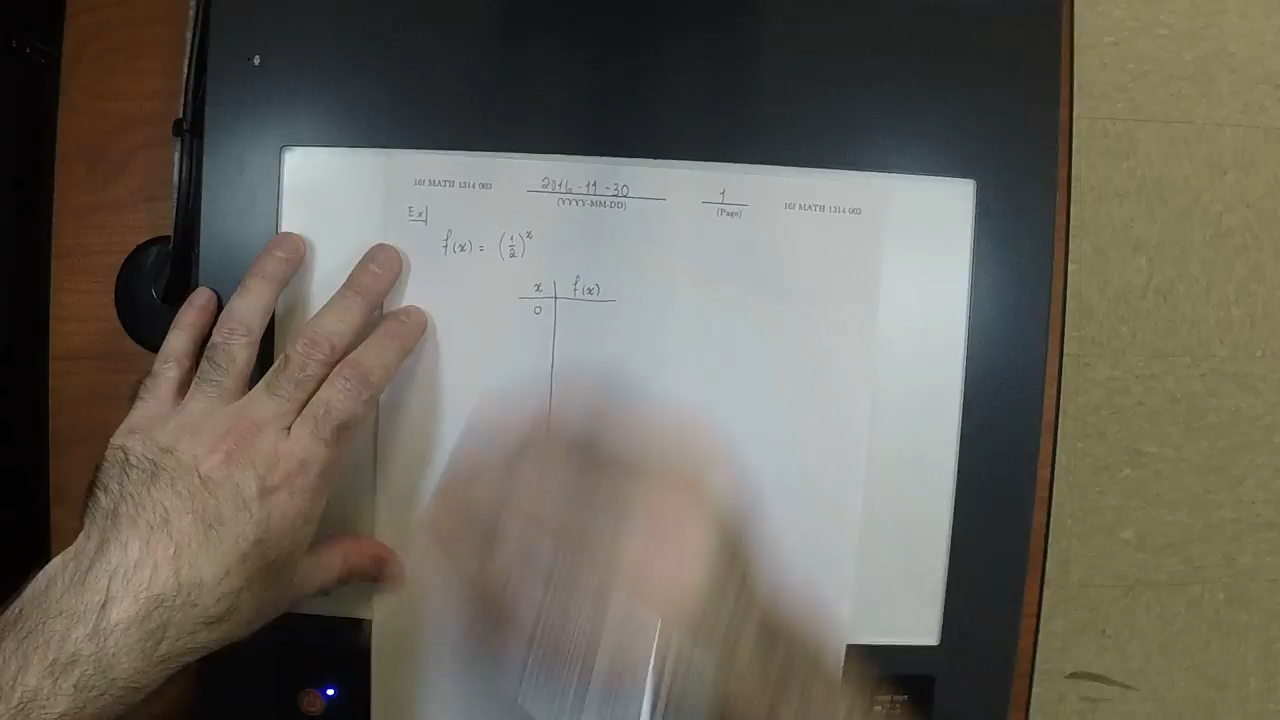 16f MATH 1314 003 2016-11-30 1 16f MATH 1314 003
(YYYY-MM-DD) (Page)
Ex
f(x) = (1/2)^x
x f(x)
0